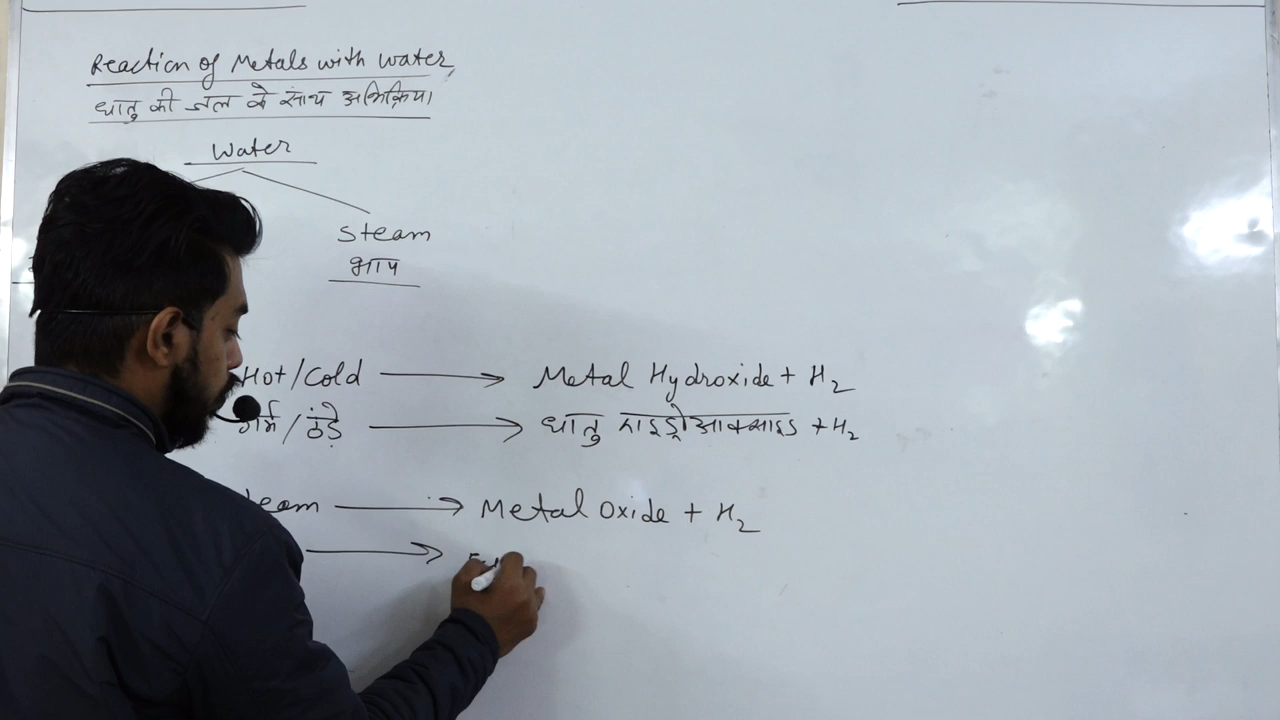 Reaction of Metals with water
धातु की जल के साथ अभिक्रिया
Water
Steam
भाप
Hot/Cold ⟶ Metal Hydroxide + H₂
गर्म/ठंडे ⟶ धातु हाइड्रोआक्साइड + H₂
eam ⟶ Metal Oxide + H₂
⟶